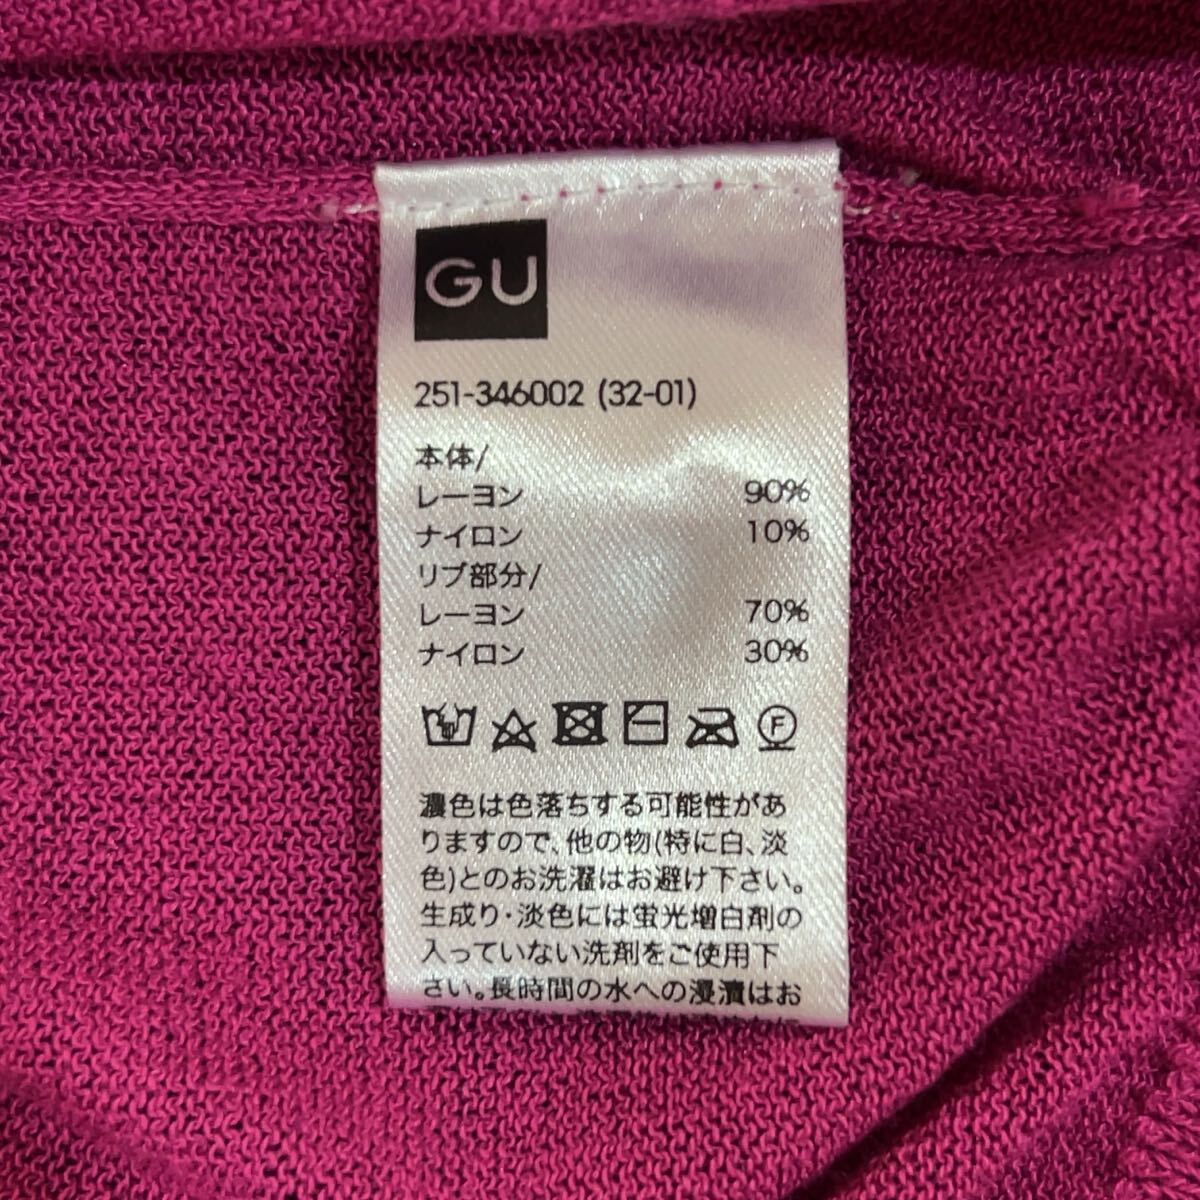 GU
251-346002 (32-01)
本体/
レーヨン 90%
ナイロン 10%
リブ部分/
レーヨン 70%
ナイロン 30%
F
濃色は色落ちする可能性があ
りますので、他の物(特に白、淡
色)とのお洗濯はお避け下さい。
生成り・淡色には蛍光増白剤の
入っていない洗剤をご使用下
さい。長時間の水への浸漬はお